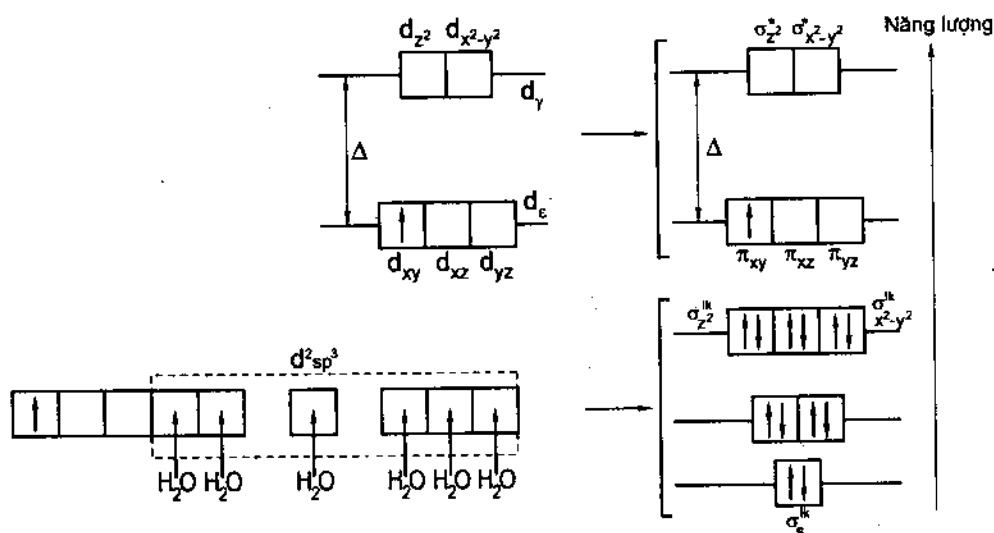 d_{z²} d_{x²-y²}
d_γ
Δ
d_ε
d_{xy} d_{xz} d_{yz}
σ*_{z²} σ*_{x²-y²}
Năng lượng
Δ
π_{xy} π_{xz} π_{yz}
d²sp³
H₂O H₂O H₂O H₂O H₂O H₂O
σ^{lk}_{z²} σ^{lk}_{x²-y²}
σ^{lk}_{s}